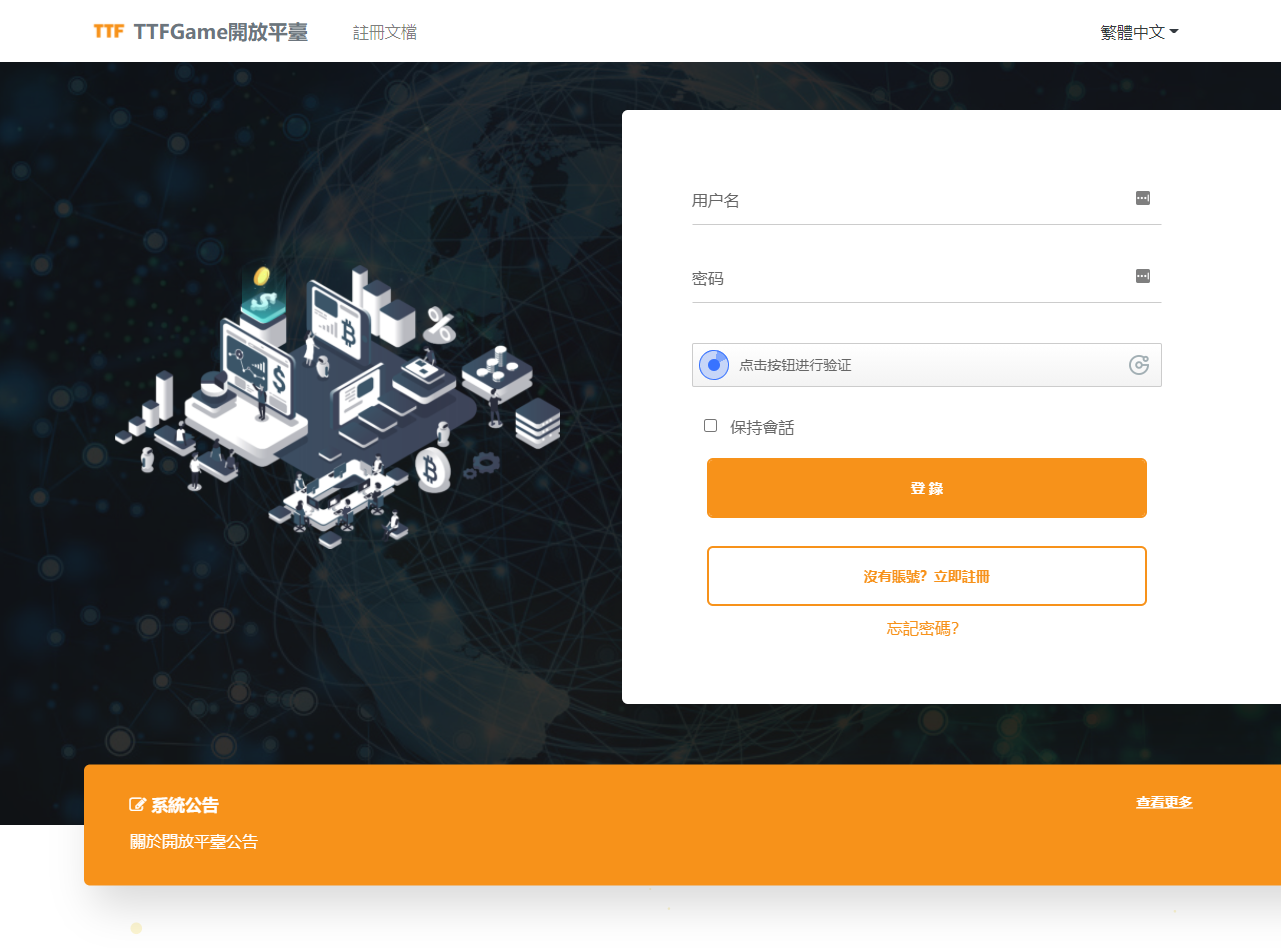 TTF TTFGame開放平臺 註冊文檔 繁體中文
用户名
密码
点击按钮进行验证
保持會話
登 錄
沒有賬號? 立即註冊
忘記密碼?
系統公告 查看更多
關於開放平臺公告